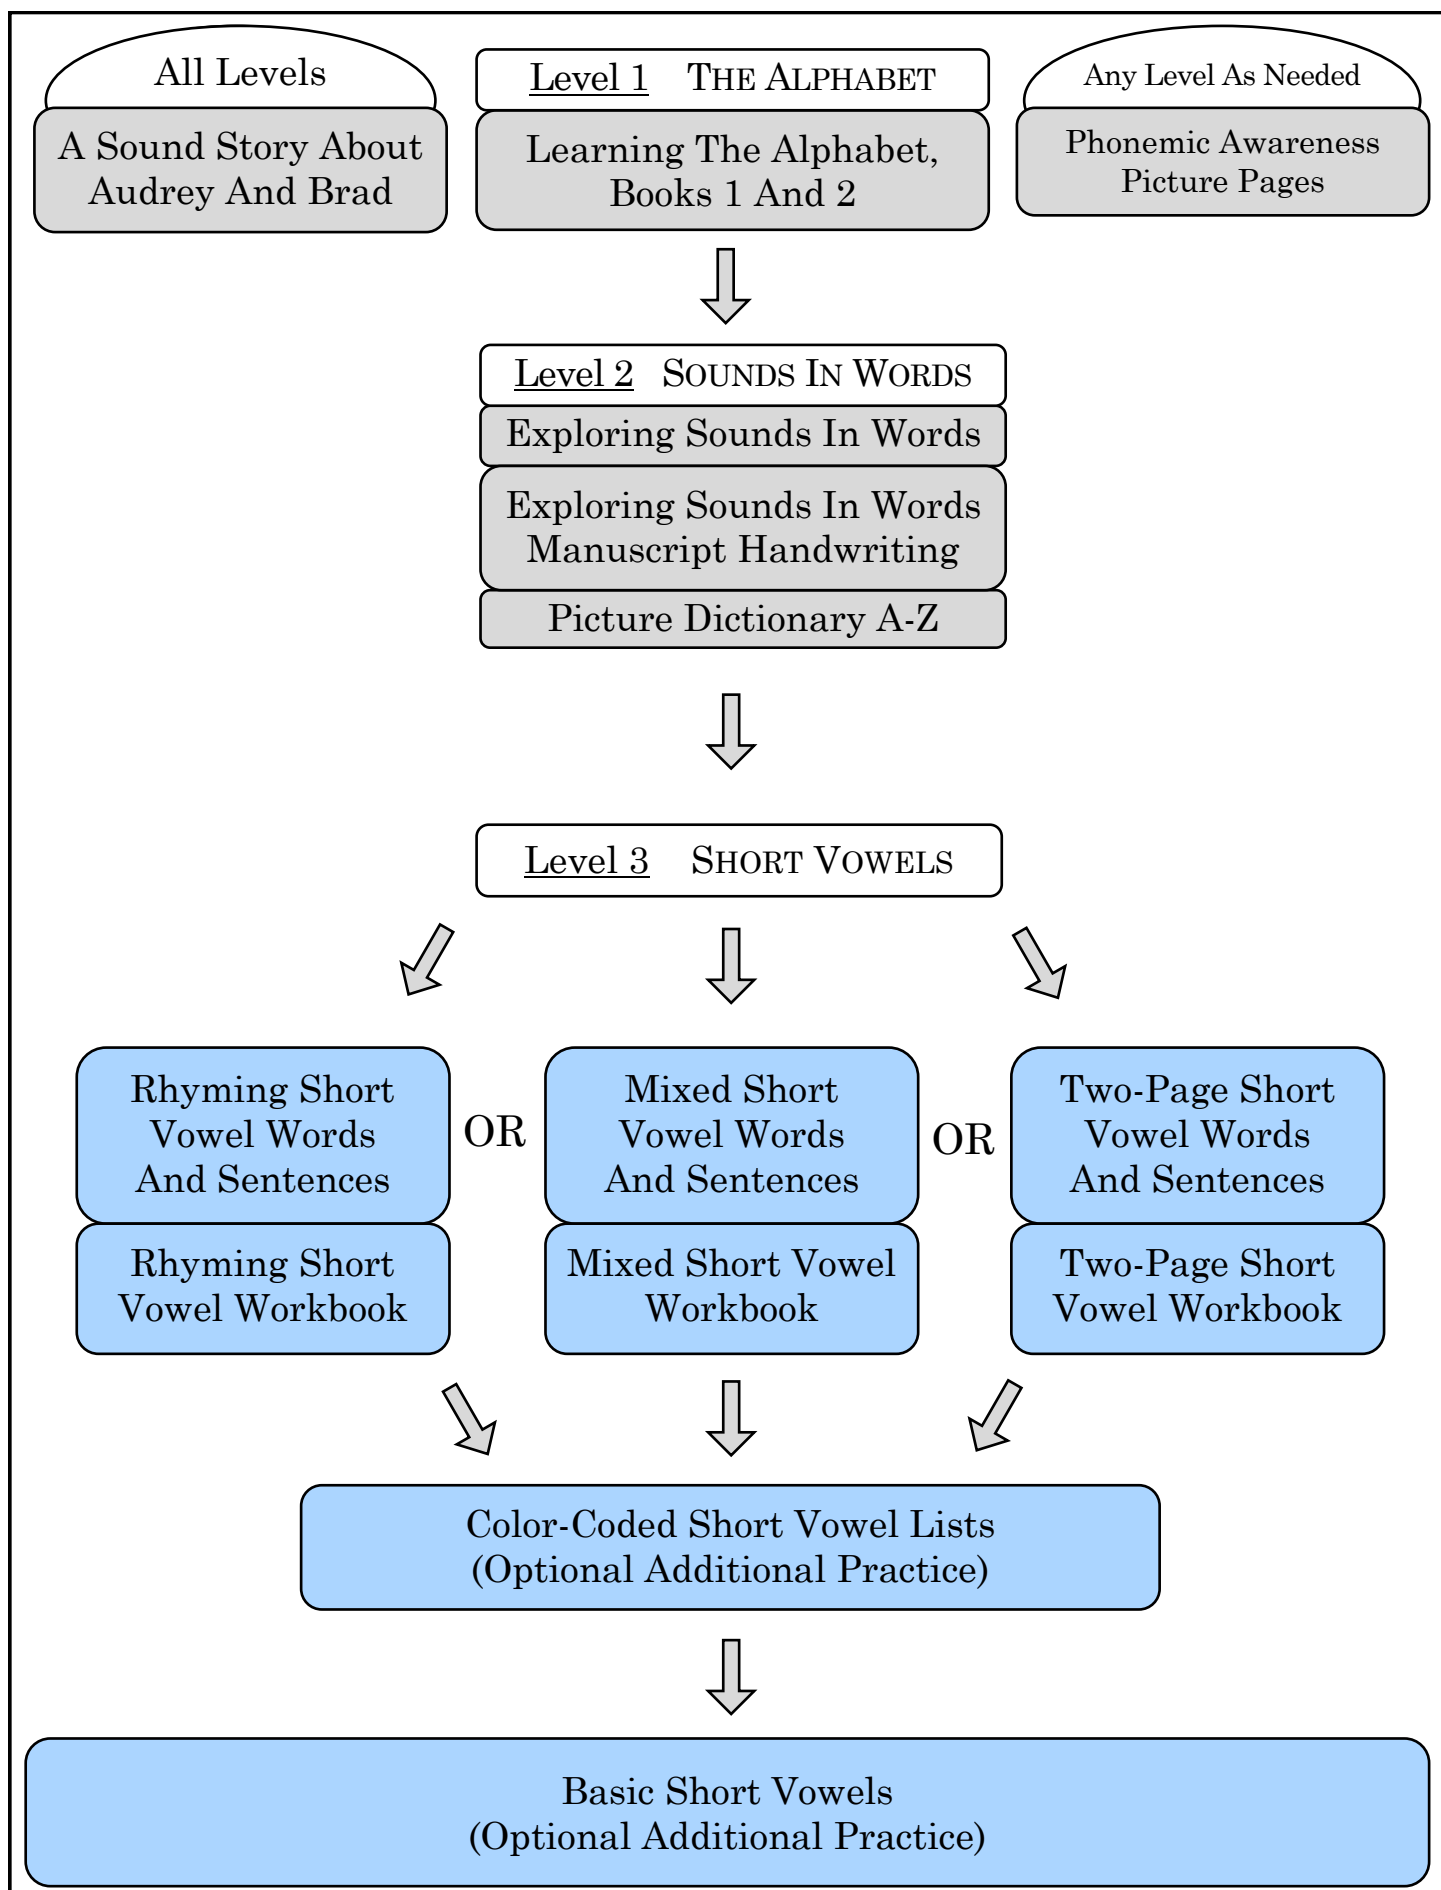 All Levels
A Sound Story About
Audrey And Brad
Level 1 THE ALPHABET
Learning The Alphabet,
Books 1 And 2
Any Level As Needed
Phonemic Awareness
Picture Pages
Level 2 SOUNDS IN WORDS
Exploring Sounds In Words
Exploring Sounds In Words
Manuscript Handwriting
Picture Dictionary A-Z
Level 3 SHORT VOWELS
Rhyming Short
Vowel Words
And Sentences
Rhyming Short
Vowel Workbook
OR
Mixed Short
Vowel Words
And Sentences
Mixed Short Vowel
Workbook
OR
Two-Page Short
Vowel Words
And Sentences
Two-Page Short
Vowel Workbook
Color-Coded Short Vowel Lists
(Optional Additional Practice)
Basic Short Vowels
(Optional Additional Practice)